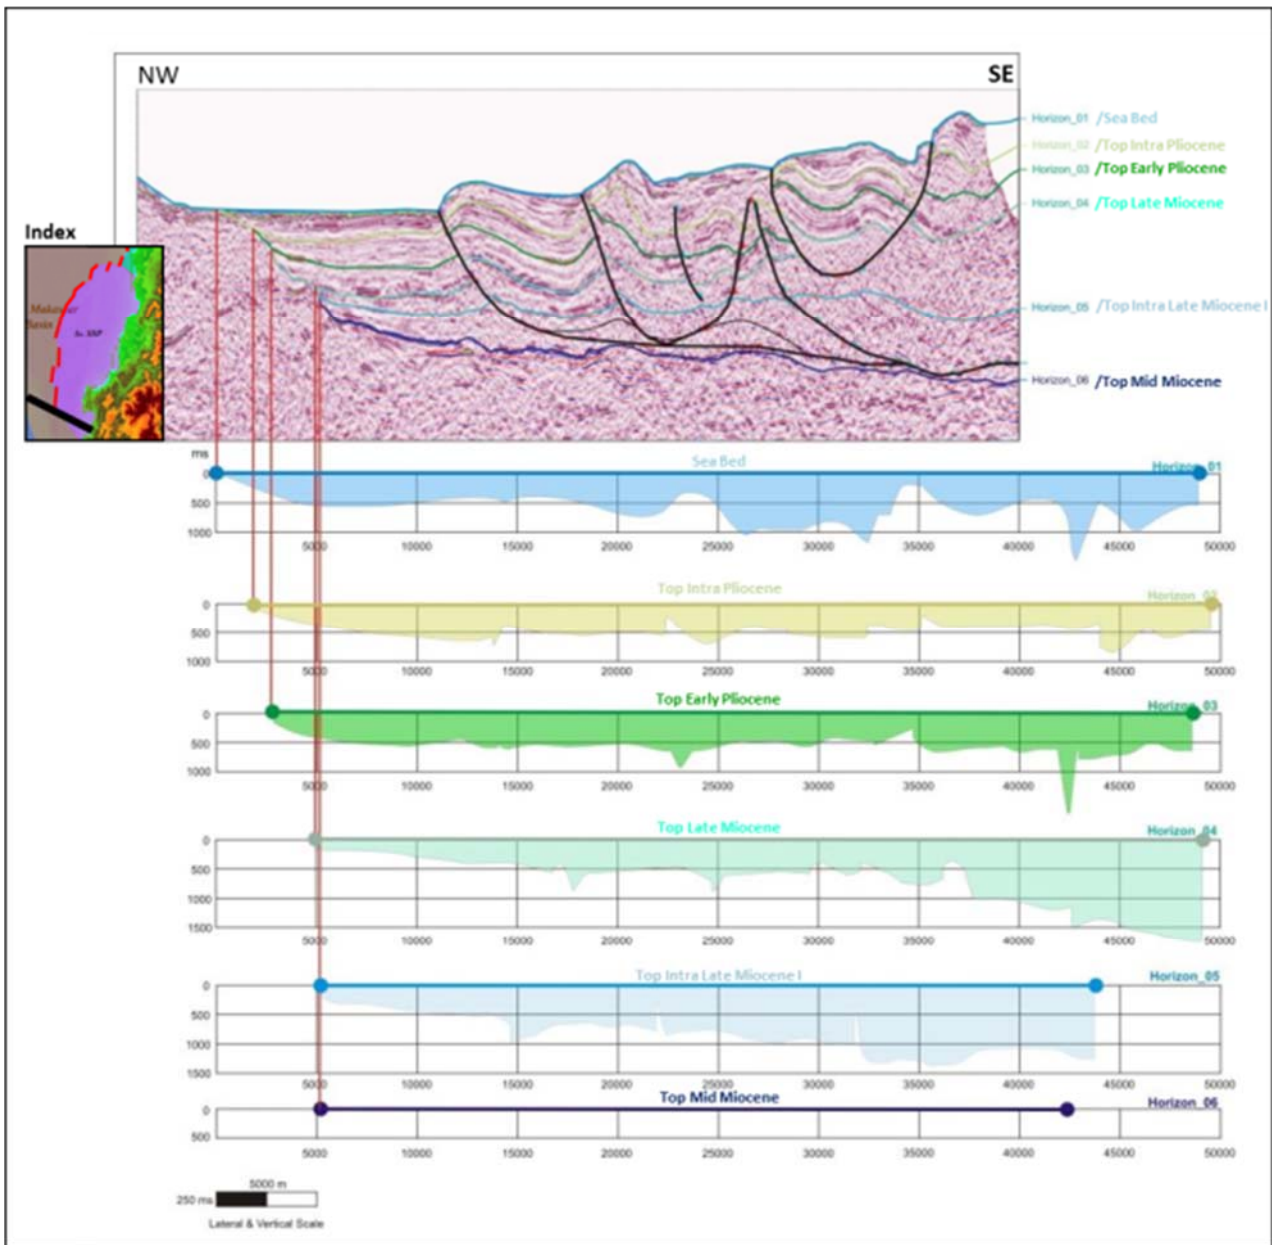 NW
SE
Horizon_01 /Sea Bed
Horizon_02 /Top Intra Pliocene
Horizon_03 /Top Early Pliocene
Horizon_04 /Top Late Miocene
Horizon_05 /Top Intra Late Miocene I
Horizon_06 /Top Mid Miocene
Index
ms
Sea Bed
Horizon_01
0
500
1000
5000 10000 15000 20000 25000 30000 35000 40000 45000 50000
Top Intra Pliocene
Horizon_02
0
500
1000
5000 10000 15000 20000 25000 30000 35000 40000 45000 50000
Top Early Pliocene
Horizon_03
0
500
1000
5000 10000 15000 20000 25000 30000 35000 40000 45000 50000
Top Late Miocene
Horizon_04
0
500
1000
1500
5000 10000 15000 20000 25000 30000 35000 40000 45000 50000
Top Intra Late Miocene I
Horizon_05
0
500
1000
1500
5000 10000 15000 20000 25000 30000 35000 40000 45000 50000
Top Mid Miocene
Horizon_06
0
500
5000 10000 15000 20000 25000 30000 35000 40000 45000 50000
5000 m
250 ms
Lateral & Vertical Scale